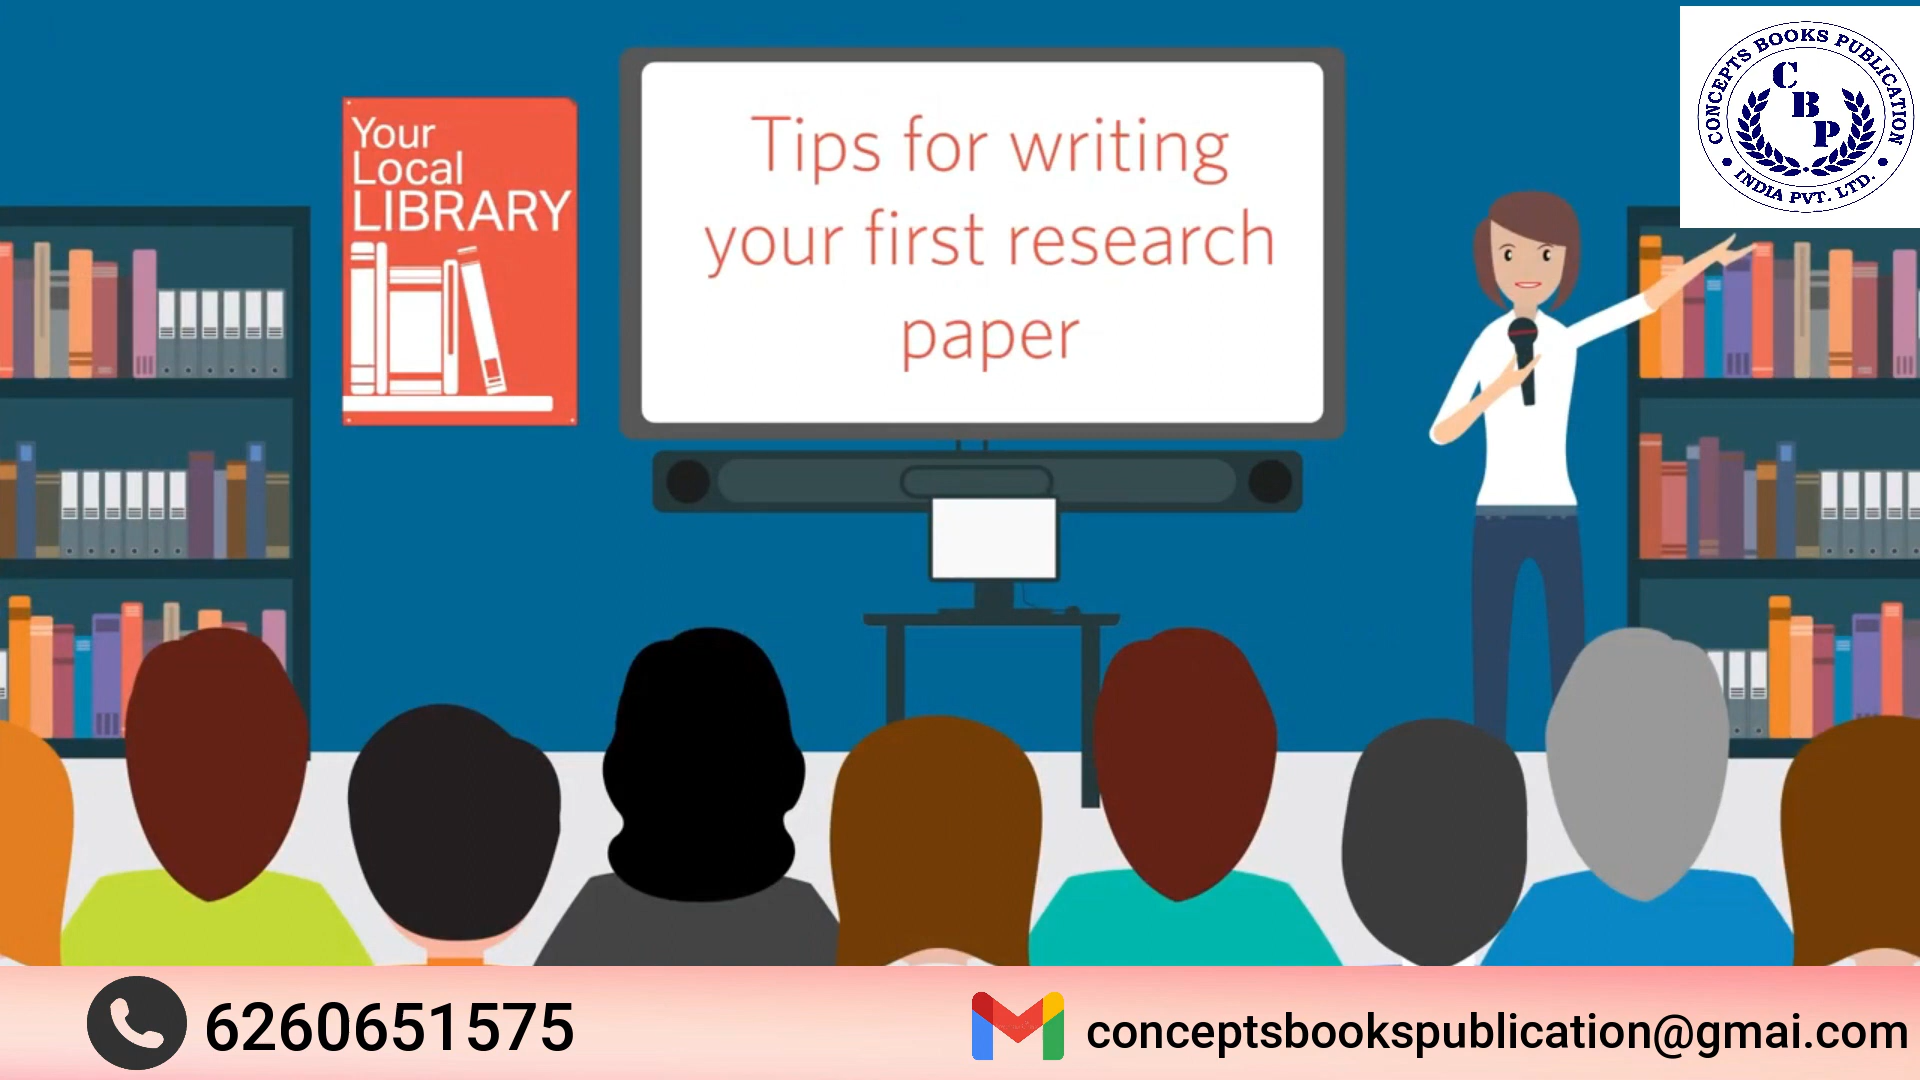 CONCEPTS BOOKS PUBLICATION
C
B
P
INDIA PVT. LTD.
Your
Local
LIBRARY
Tips for writing
your first research
paper
6260651575
conceptsbookspublication@gmai.com